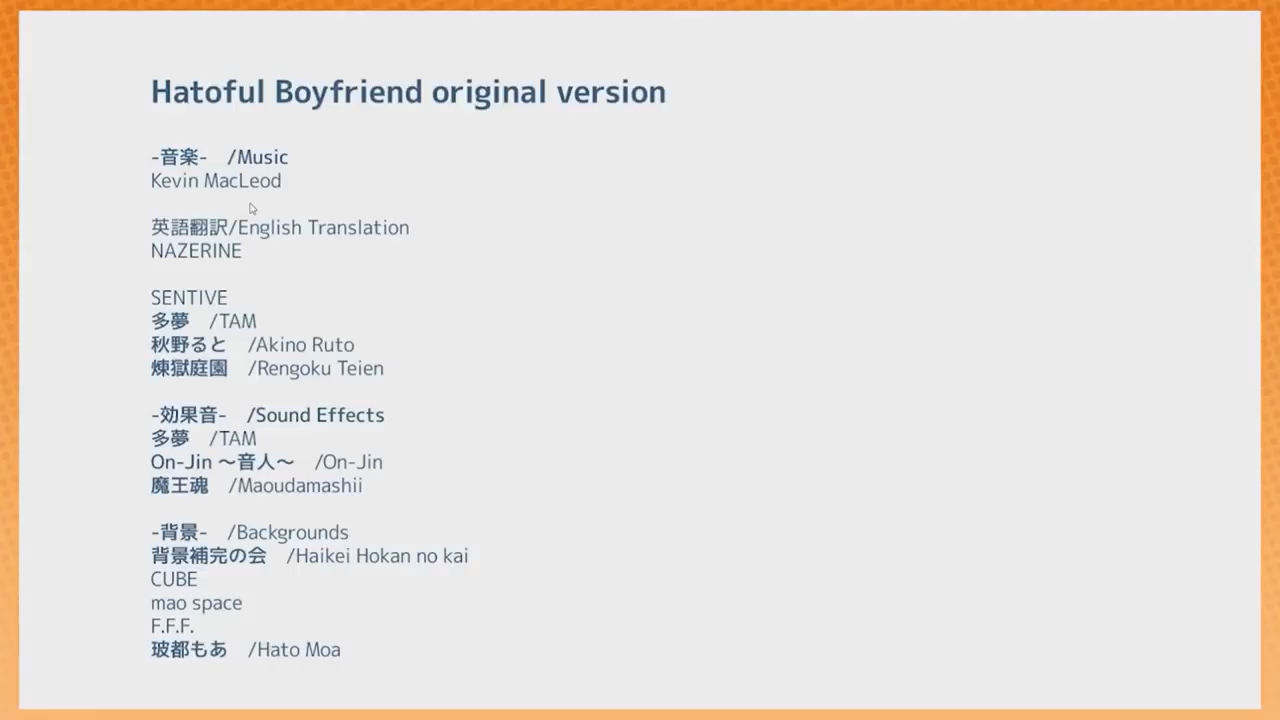 Hatoful Boyfriend original version
-音楽- /Music
Kevin MacLeod
英語翻訳/English Translation
NAZERINE
SENTIVE
多夢 /TAM
秋野ると /Akino Ruto
煉獄庭園 /Rengoku Teien
-効果音- /Sound Effects
多夢 /TAM
On-Jin ～音人～ /On-Jin
魔王魂 /Maoudamashii
-背景- /Backgrounds
背景補完の会 /Haikei Hokan no kai
CUBE
mao space
F.F.F.
玻都もあ /Hato Moa